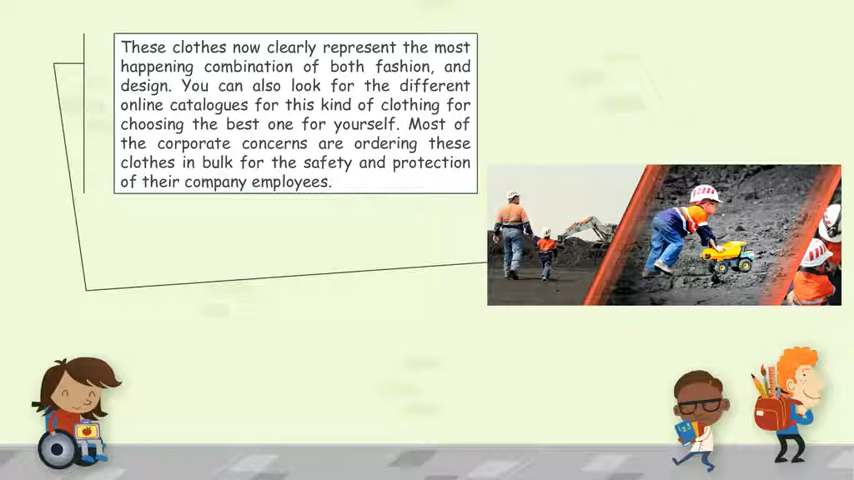 These clothes now clearly represent the most
happening combination of both fashion, and
design. You can also look for the different
online catalogues for this kind of clothing for
choosing the best one for yourself. Most of
the corporate concerns are ordering these
clothes in bulk for the safety and protection
of their company employees.